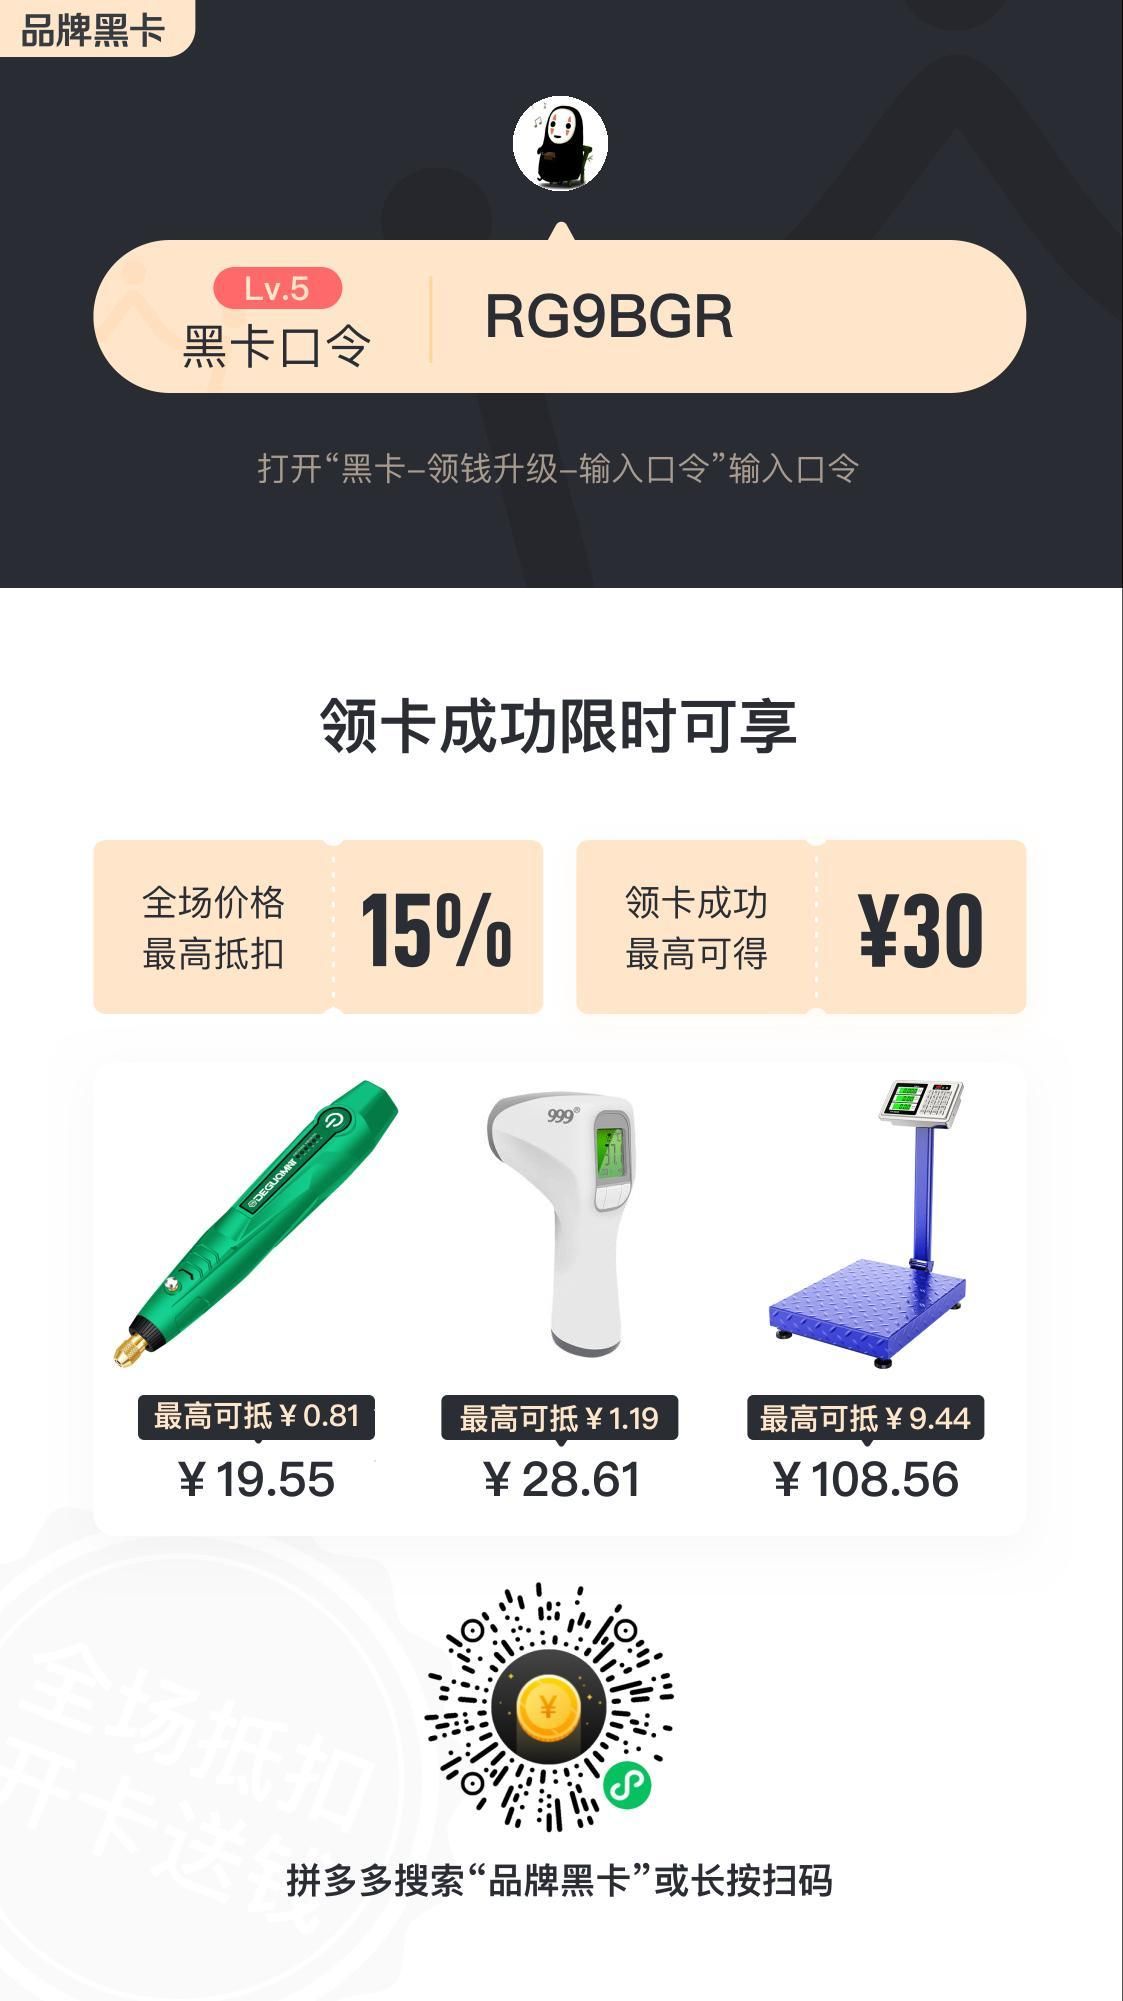 品牌黑卡
Lv.5
黑卡口令
RG9BGR
打开“黑卡–领钱升级–输入口令”输入口令
领卡成功限时可享
全场价格
最高抵扣
15%
领卡成功
最高可得
¥30
DEGUQMNT
999®
最高可抵 ¥ 0.81
最高可抵 ¥ 1.19
最高可抵 ¥ 9.44
¥ 19.55
¥ 28.61
¥ 108.56
¥
全场抵扣
开卡送钱
拼多多搜索“品牌黑卡”或长按扫码